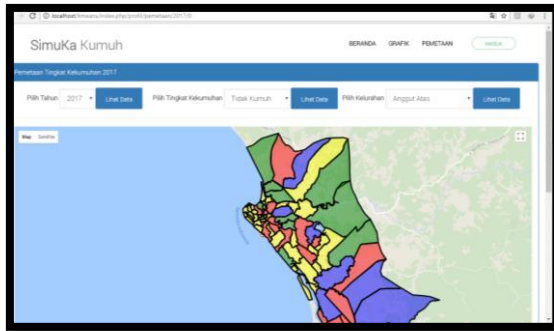 localhost/kmeans/index.php/profil/pemetaan/2017/0
SimuKa Kumuh
BERANDA GRAFIK PEMETAAN MASUK
Pemetaan Tingkat Kekumuhan 2017
Pilih Tahun 2017 Lihat Data Pilih Tingkat Kekumuhan Tidak Kumuh Lihat Data Pilih Kelurahan Anggut Atas Lihat Data
Map Satellite